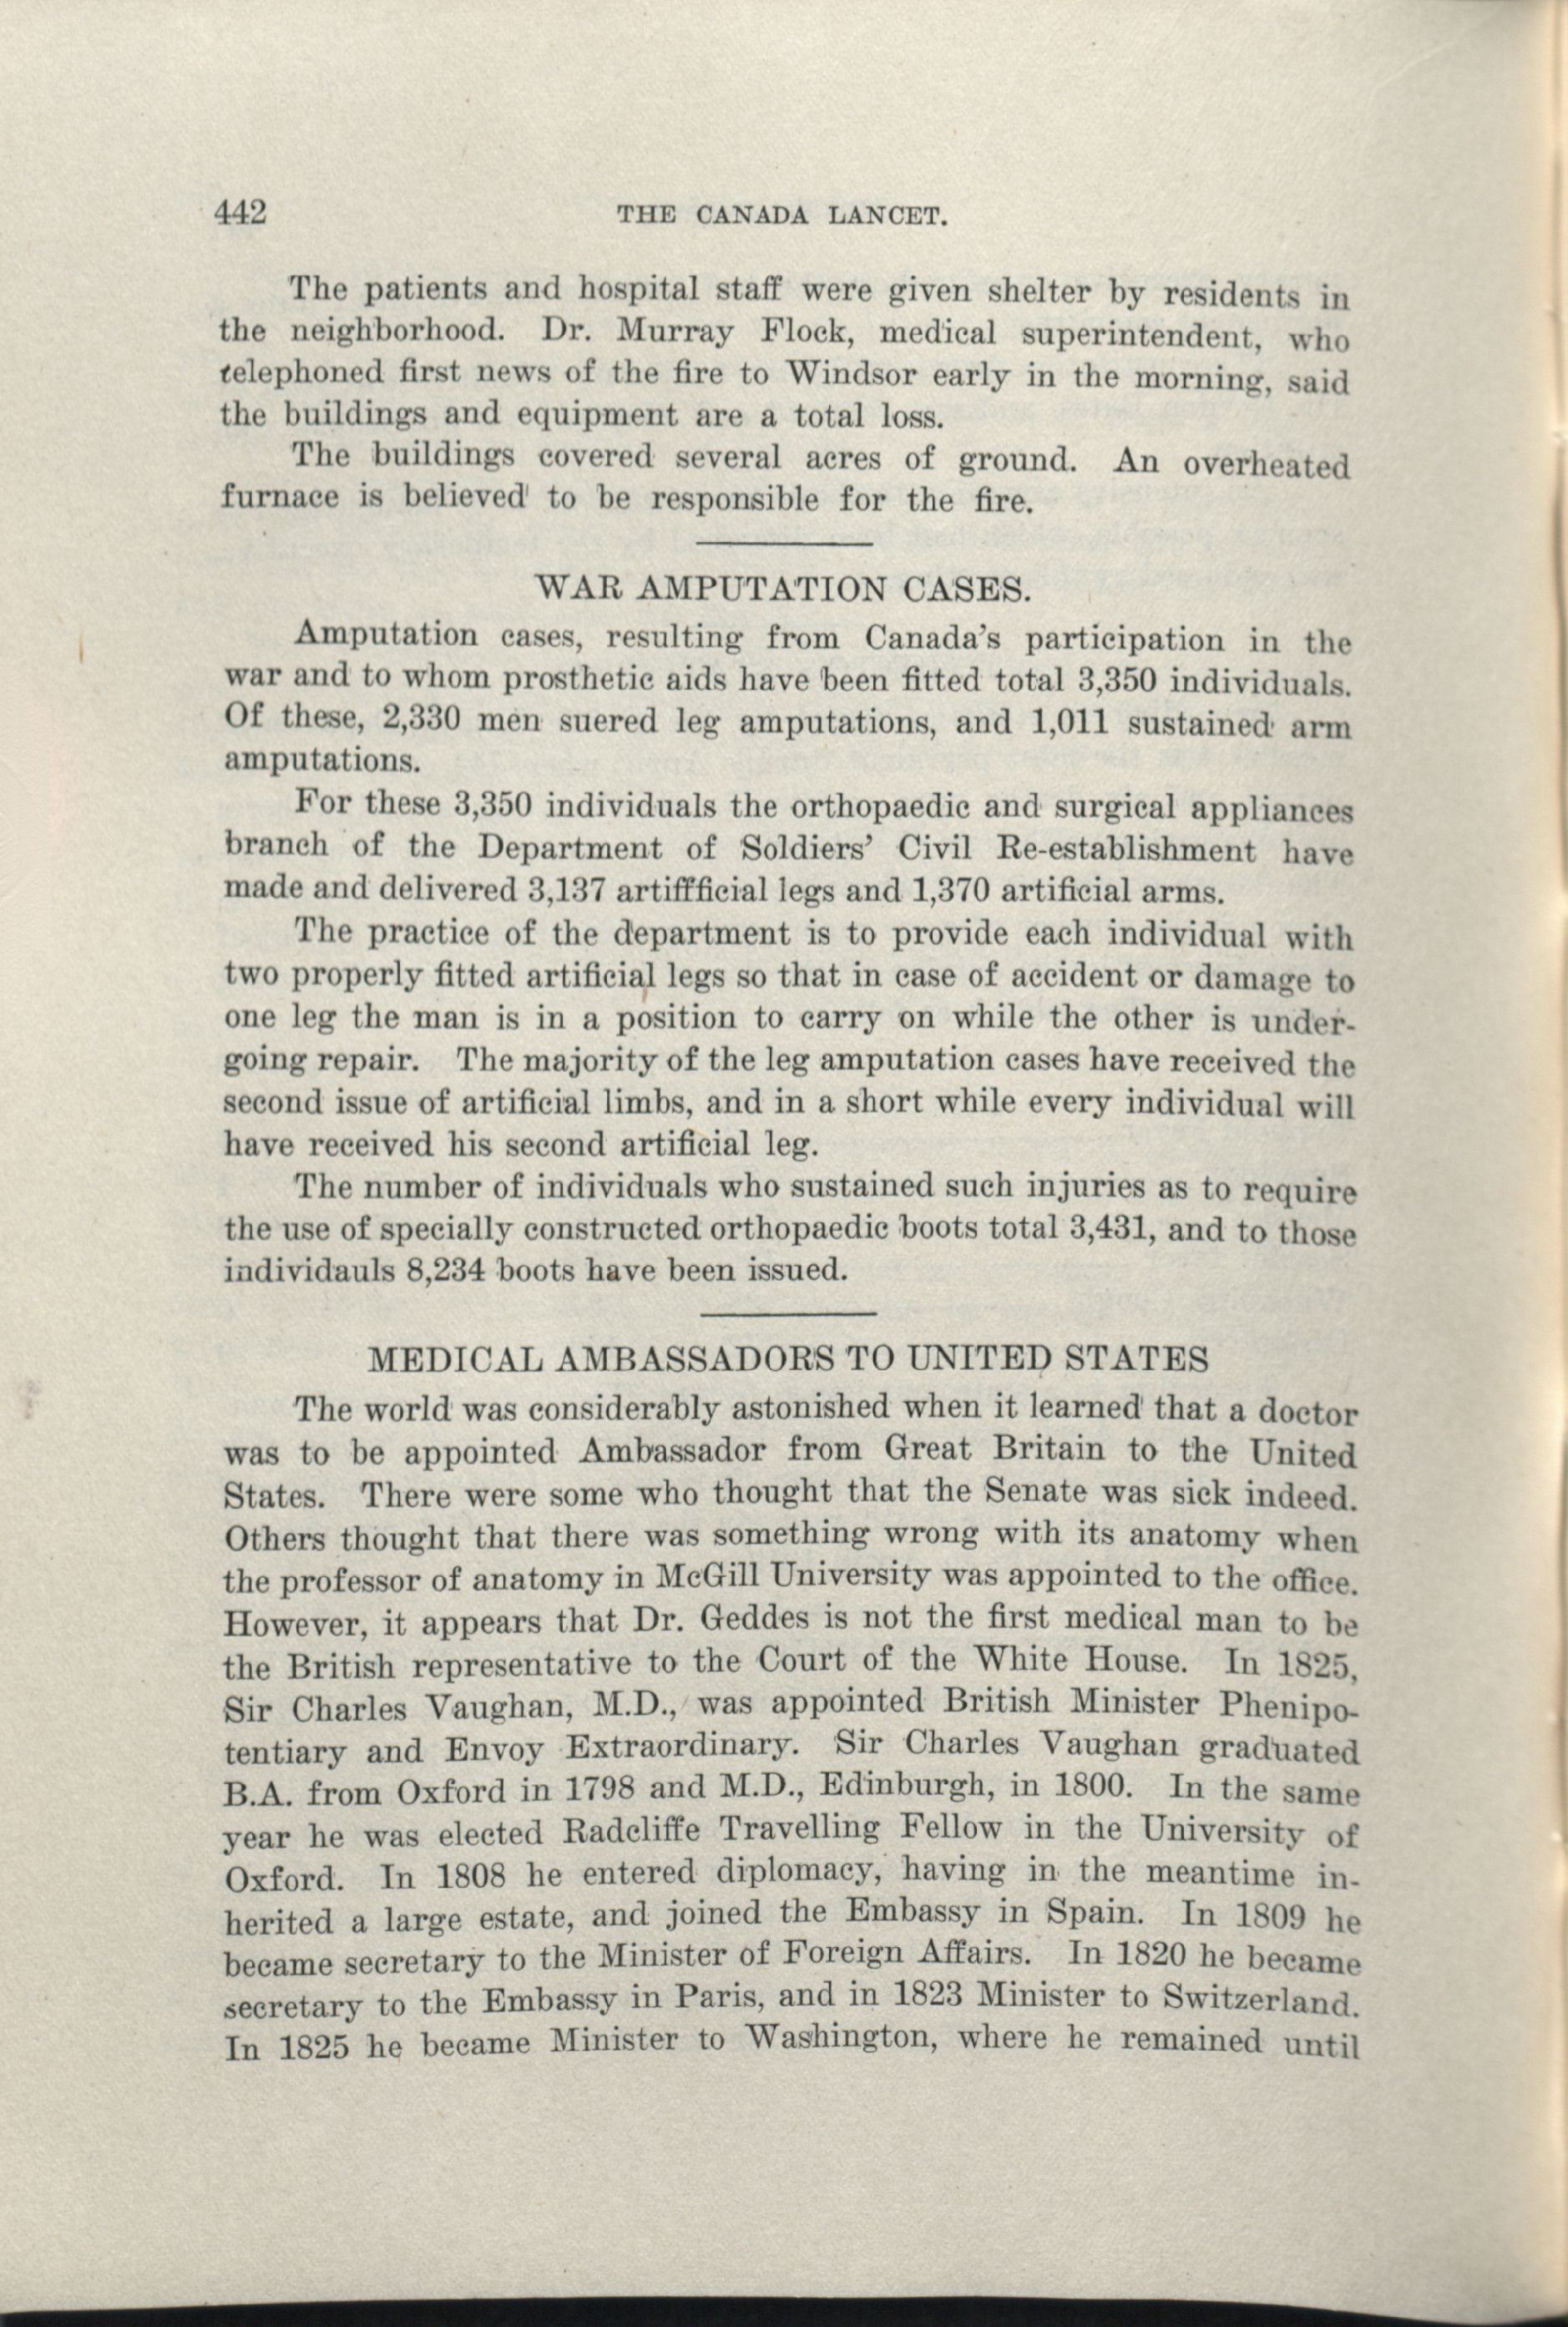 442
THE CANADA LANCET.
The patients and hospital staff were given shelter by residents in
the neighborhood. Dr. Murray Flock, medical superintendent, who
telephoned first news of the fire to Windsor early in the morning, said
the buildings and equipment are a total loss.
The buildings covered several acres of ground. An overheated
furnace is believed to be responsible for the fire.
WAR AMPUTATION CASES.
Amputation cases, resulting from Canada's participation in the
war and to whom prosthetic aids have been fitted total 3,350 individuals.
Of these, 2,330 men suered leg amputations, and 1,011 sustained arm
amputations.
For these 3,350 individuals the orthopaedic and surgical appliances
branch of the Department of Soldiers' Civil Re-establishment have
made and delivered 3,137 artiffficial legs and 1,370 artificial arms.
The practice of the department is to provide each individual with
two properly fitted artificial legs so that in case of accident or damage to
one leg the man is in a position to carry on while the other is under-
going repair. The majority of the leg amputation cases have received the
second issue of artificial limbs, and in a short while every individual will
have received his second artificial leg.
The number of individuals who sustained such injuries as to require
the use of specially constructed orthopaedic boots total 3,431, and to those
individauls 8,234 boots have been issued.
MEDICAL AMBASSADORS TO UNITED STATES
The world was considerably astonished when it learned that a doctor
was to be appointed Ambassador from Great Britain to the United
States. There were some who thought that the Senate was sick indeed.
Others thought that there was something wrong with its anatomy when
the professor of anatomy in McGill University was appointed to the office.
However, it appears that Dr. Geddes is not the first medical man to be
the British representative to the Court of the White House. In 1825,
Sir Charles Vaughan, M.D., was appointed British Minister Phenipo-
tentiary and Envoy Extraordinary. Sir Charles Vaughan graduated
B.A. from Oxford in 1798 and M.D., Edinburgh, in 1800. In the same
year he was elected Radcliffe Travelling Fellow in the University of
Oxford. In 1808 he entered diplomacy, having in the meantime in-
herited a large estate, and joined the Embassy in Spain. In 1809 he
became secretary to the Minister of Foreign Affairs. In 1820 he became
secretary to the Embassy in Paris, and in 1823 Minister to Switzerland.
In 1825 he became Minister to Washington, where he remained until